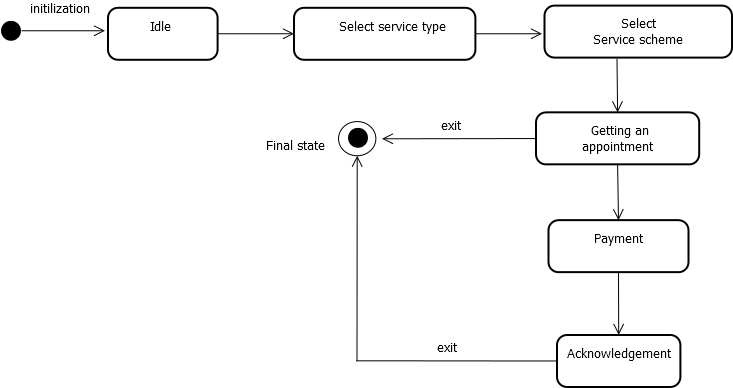 initilization
Idle
Select service type
Select
Service scheme
Getting an
appointment
exit
Final state
Payment
Acknowledgement
exit